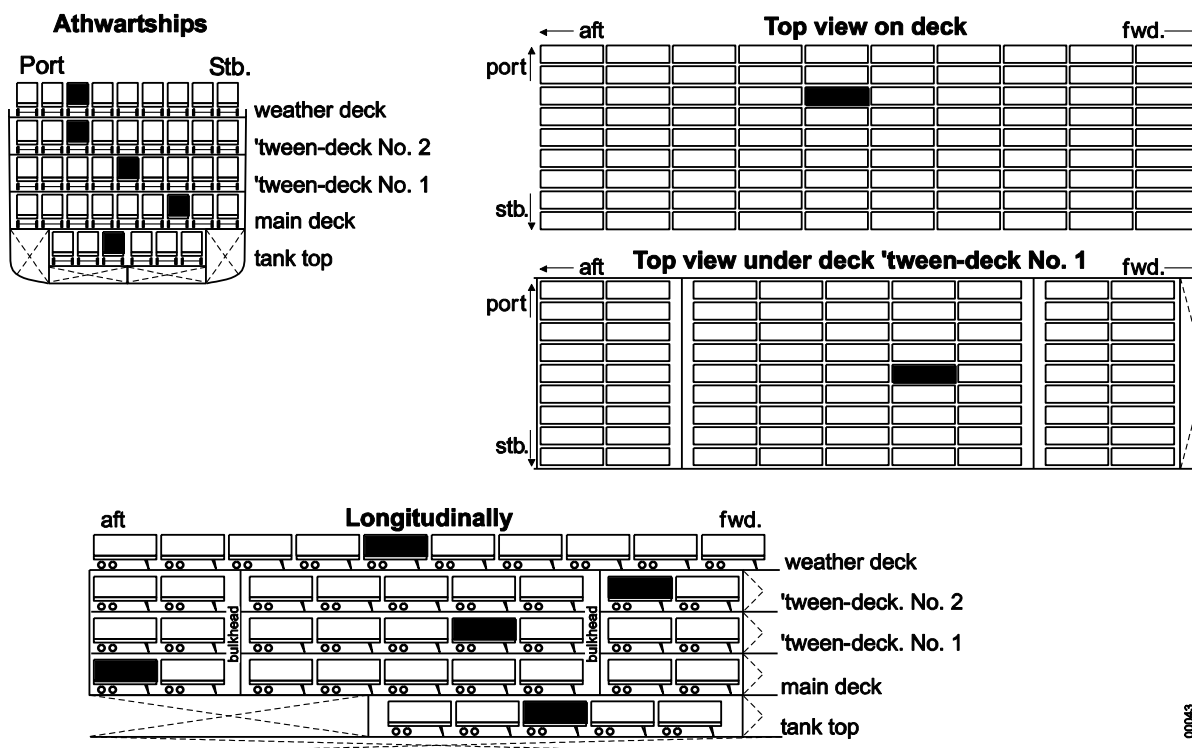 Athwartships
Port Stb.
weather deck
'tween-deck No. 2
'tween-deck No. 1
main deck
tank top
Top view on deck
aft fwd.
port
stb.
Top view under deck 'tween-deck No. 1
aft fwd.
port
stb.
Longitudinally
aft fwd.
weather deck
'tween-deck. No. 2
'tween-deck. No. 1
main deck
tank top
bulkhead
bulkhead
00043